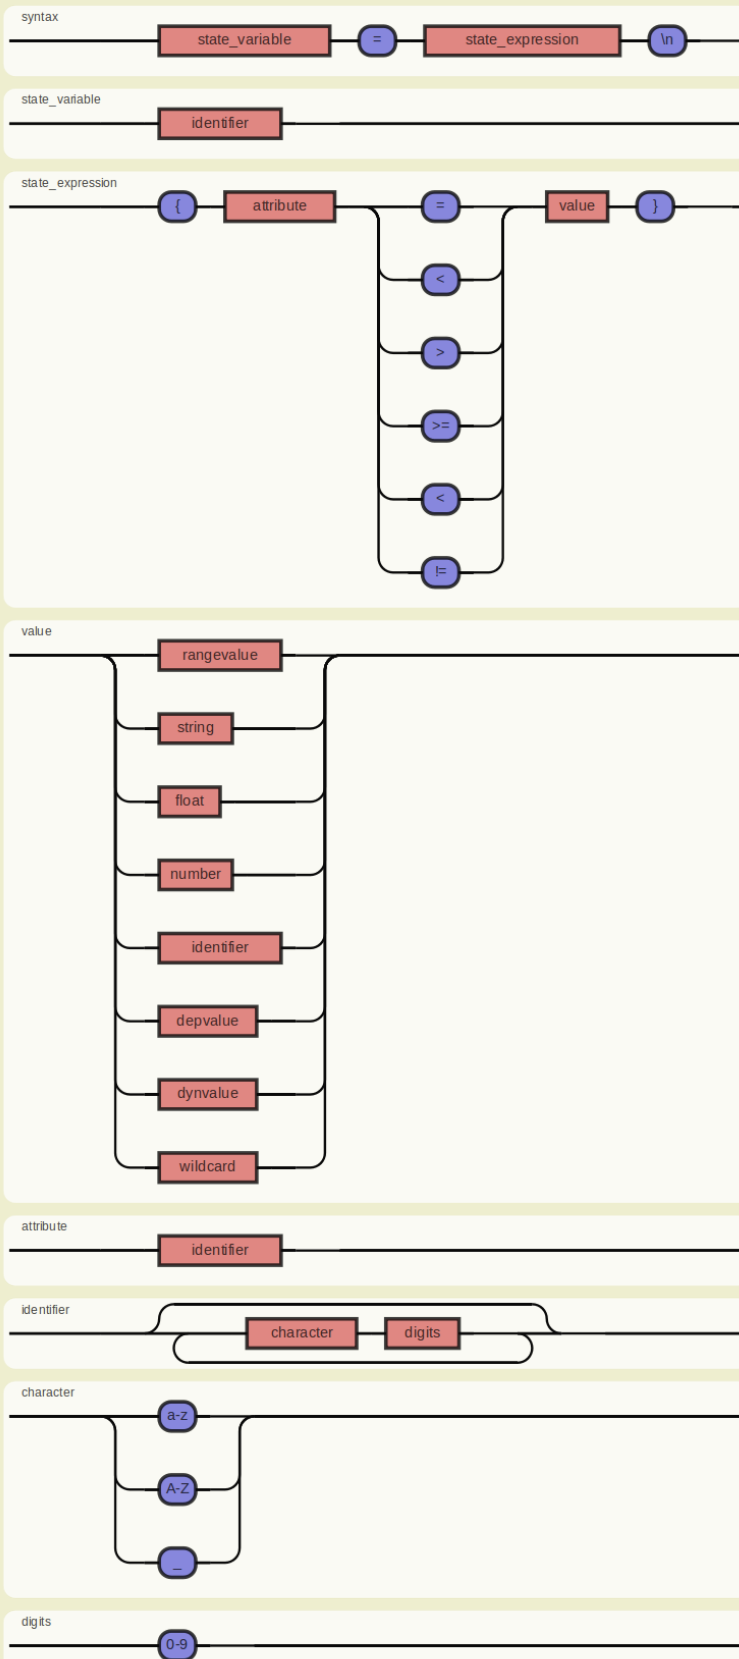 syntax
state_variable = state_expression \n
state_variable
identifier
state_expression
{ attribute = value }
<
>
>=
<
!=
value
rangevalue
string
float
number
identifier
depvalue
dynvalue
wildcard
attribute
identifier
identifier
character digits
character
a-z
A-Z
_
digits
0-9